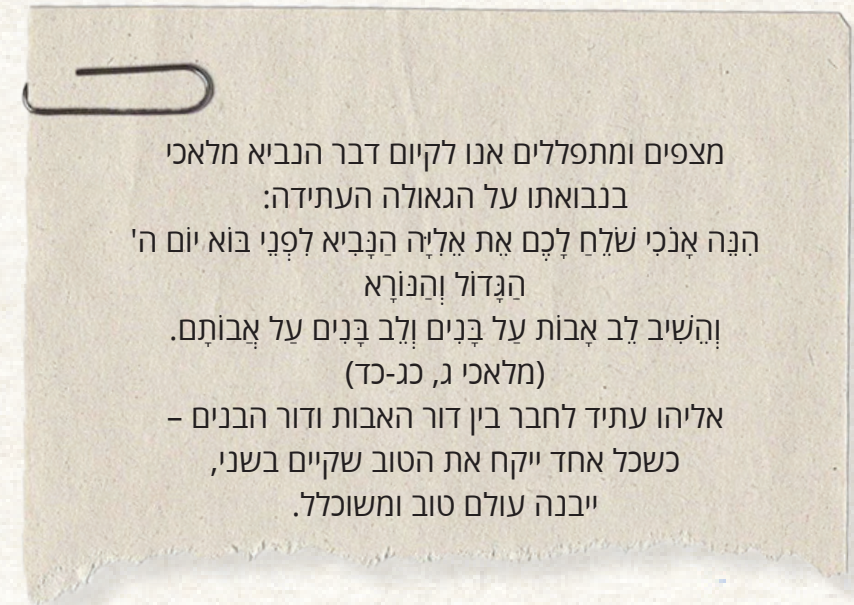 מצפים ומתפללים אנו לקיום דבר הנביא מלאכי
בנבואתו על הגאולה העתידה:
הִנֵּה אָנֹכִי שֹׁלֵחַ לָכֶם אֵת אֵלִיָּה הַנָּבִיא לִפְנֵי בּוֹא יוֹם ה'
הַגָּדוֹל וְהַנּוֹרָא
וְהֵשִׁיב לֵב אָבוֹת עַל בָּנִים וְלֵב בָּנִים עַל אֲבוֹתָם.
(מלאכי ג, כג-כד)
אליהו עתיד לחבר בין דור האבות ודור הבנים –
כשכל אחד ייקח את הטוב שקיים בשני,
ייבנה עולם טוב ומשוכלל.